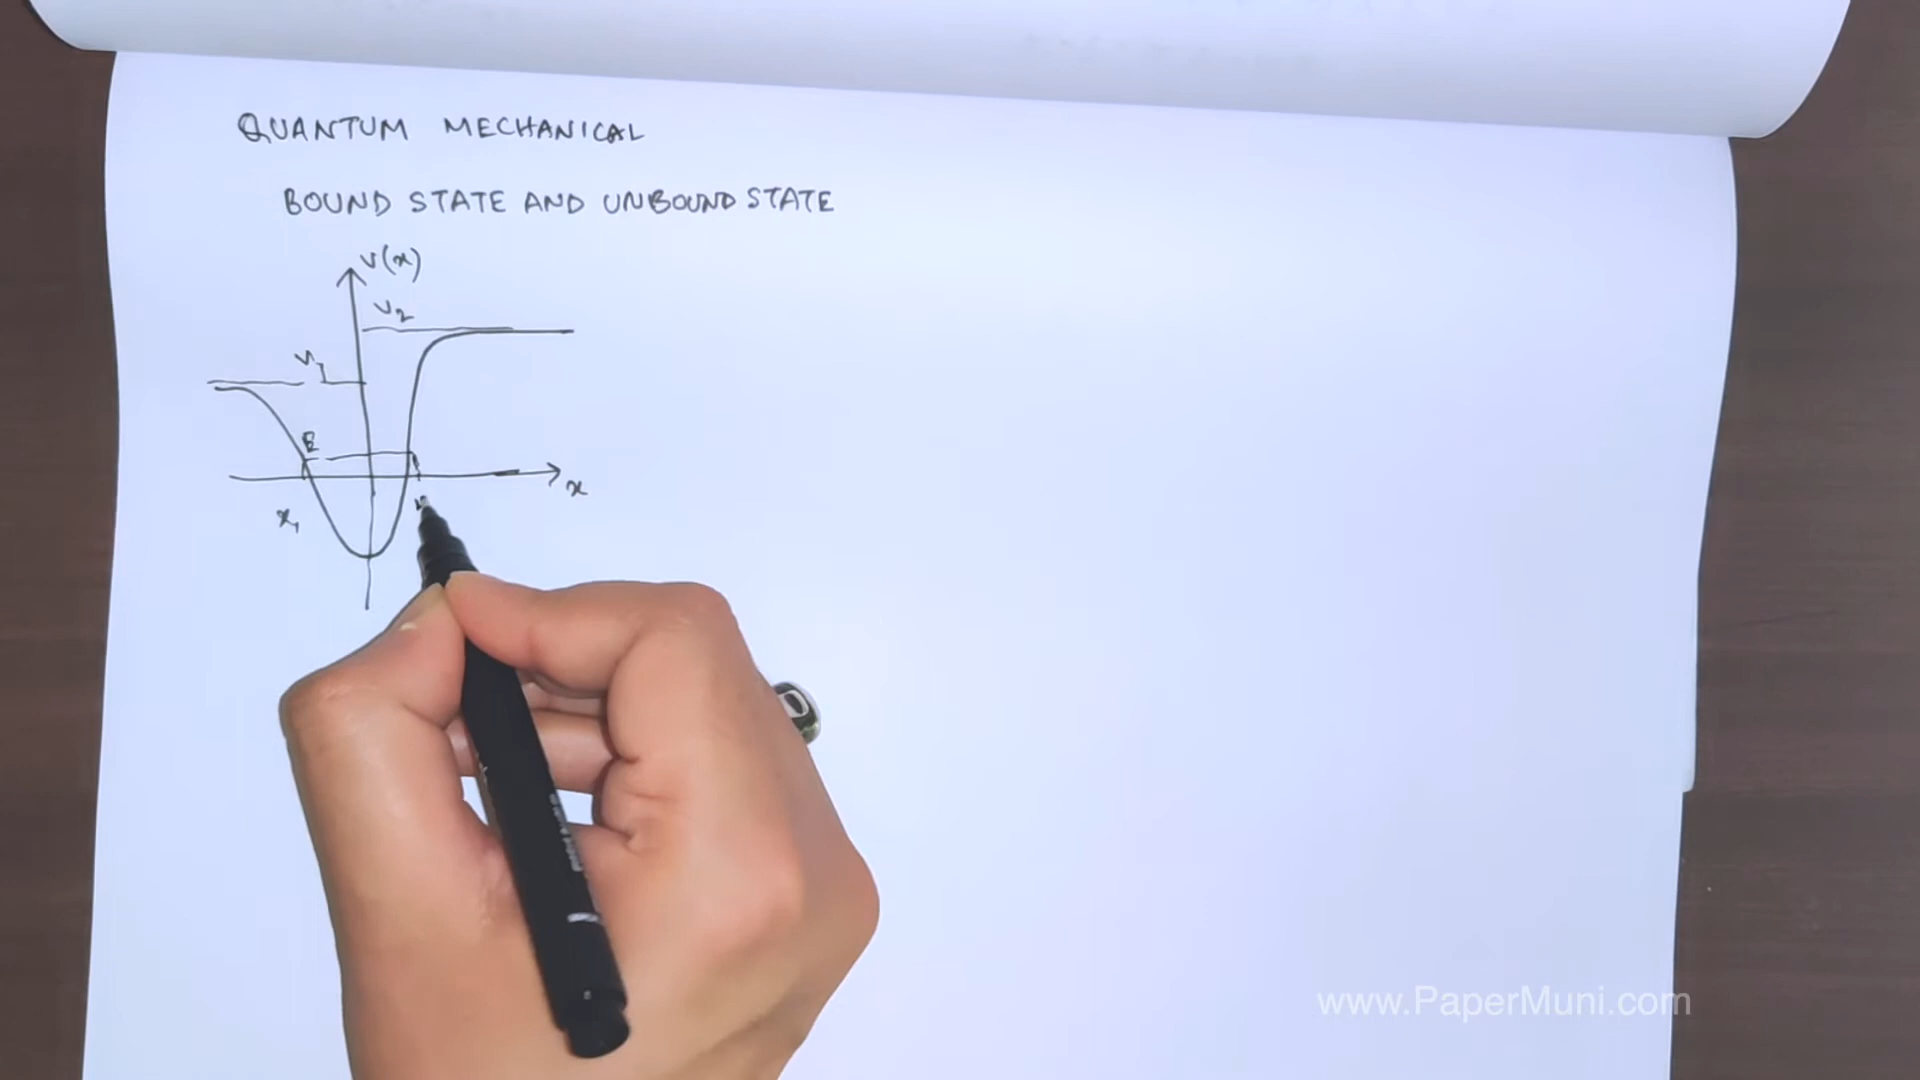 QUANTUM MECHANICAL
BOUND STATE AND UNBOUND STATE
V(x)
V2
V1
E
x
x1
www.PaperMuni.com